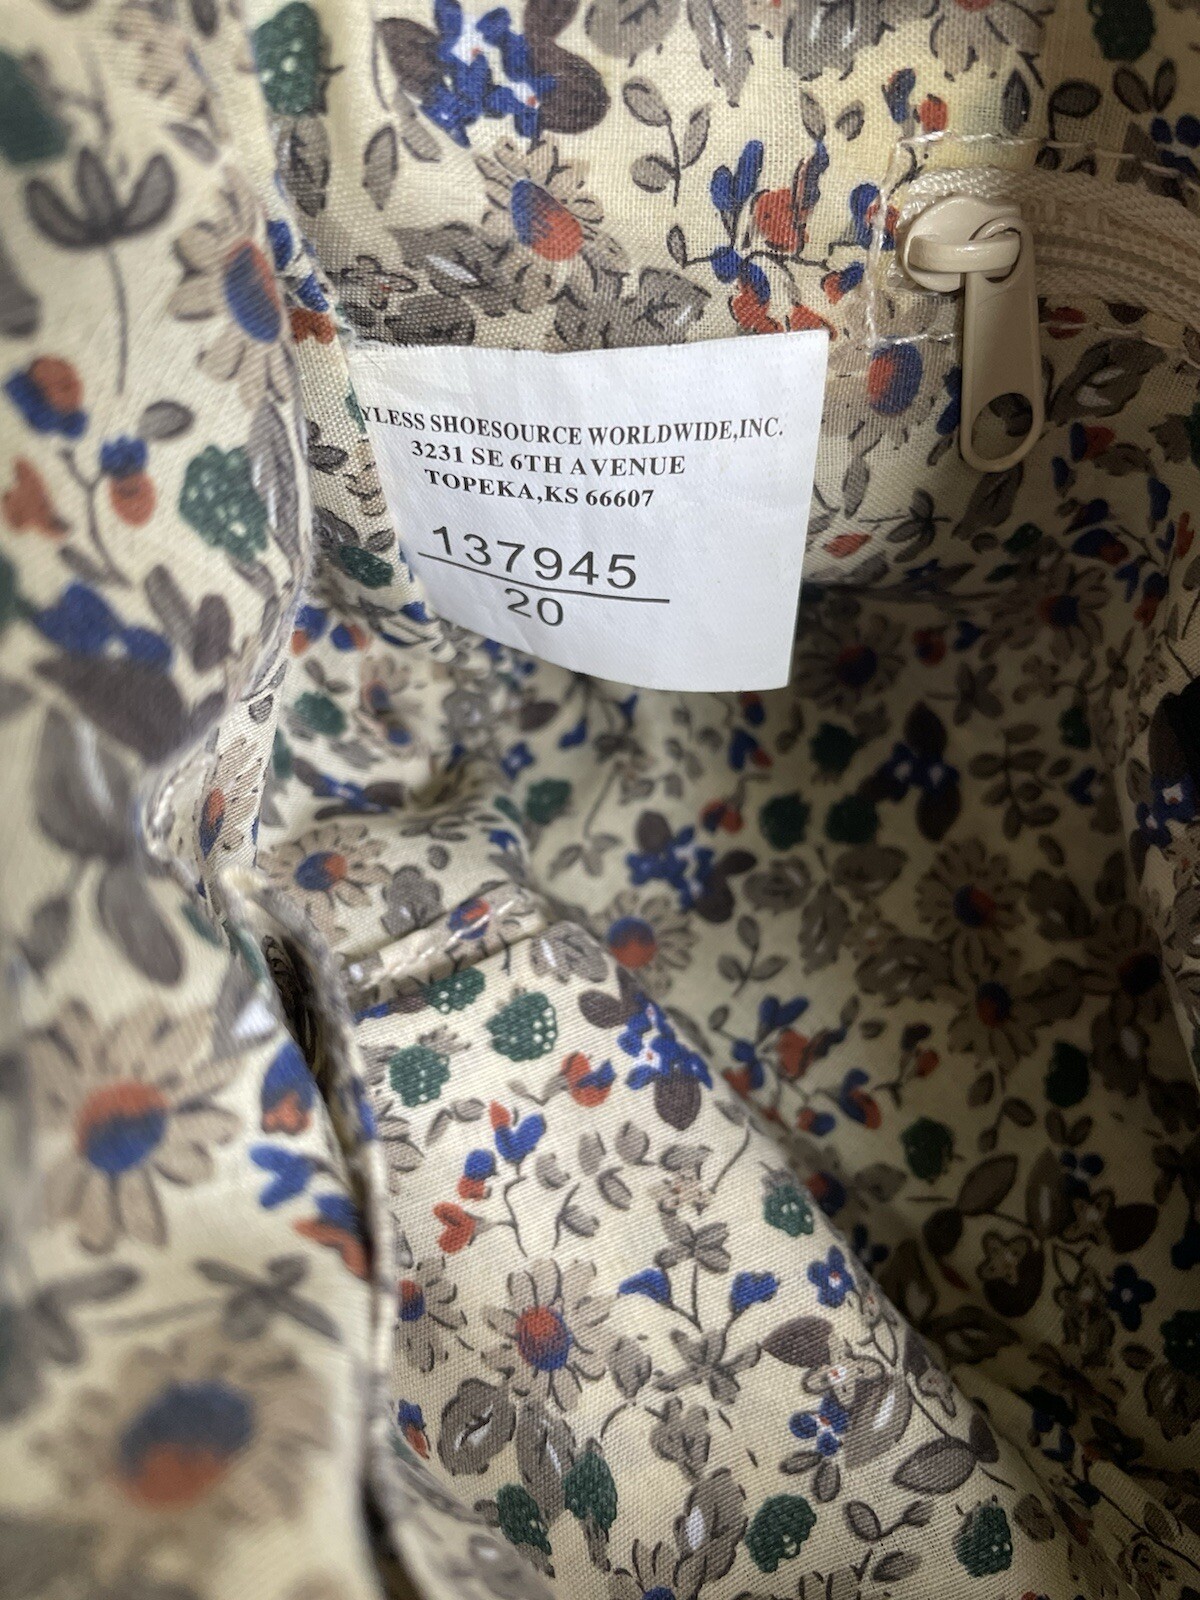 YLESS SHOESOURCE WORLDWIDE,INC.
3231 SE 6TH AVENUE
TOPEKA,KS 66607
137945
20